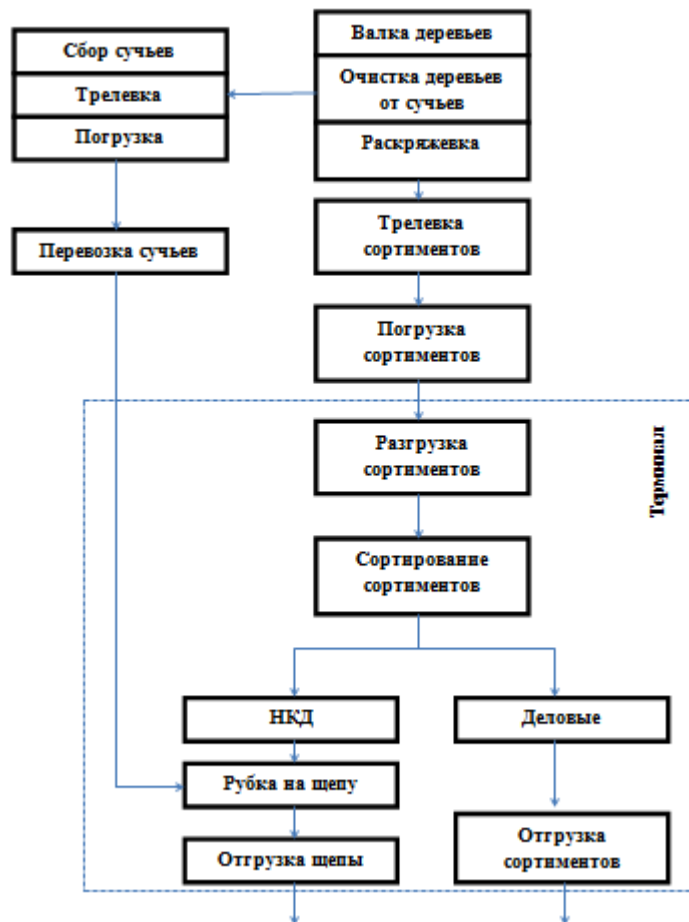 Сбор сучьев
Трелевка
Погрузка
Перевозка сучьев
Валка деревьев
Очистка деревьев
от сучьев
Раскряжевка
Трелевка
сортиментов
Погрузка
сортиментов
Терминал
Разгрузка
сортиментов
Сортирование
сортиментов
НКД
Деловые
Рубка на щепу
Отгрузка щепы
Отгрузка
сортиментов